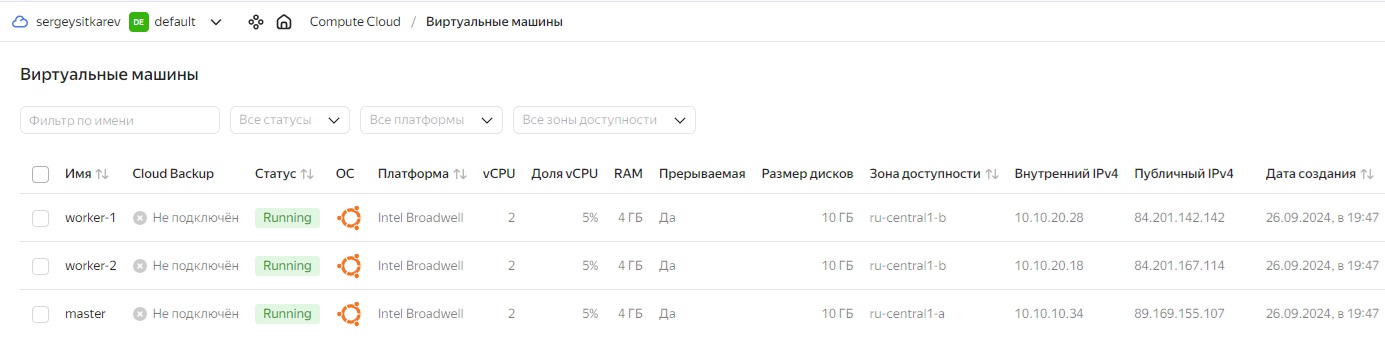 sergeysitkarev DE default Compute Cloud / Виртуальные машины
Виртуальные машины
Фильтр по имени Все статусы Все платформы Все зоны доступности
Имя Cloud Backup Статус ОС Платформа vCPU Доля vCPU RAM Прерываемая Размер дисков Зона доступности Внутренний IPv4 Публичный IPv4 Дата создания
worker-1 Не подключён Running Intel Broadwell 2 5% 4 ГБ Да 10 ГБ ru-central1-b 10.10.20.28 84.201.142.142 26.09.2024, в 19:47
worker-2 Не подключён Running Intel Broadwell 2 5% 4 ГБ Да 10 ГБ ru-central1-b 10.10.20.18 84.201.167.114 26.09.2024, в 19:47
master Не подключён Running Intel Broadwell 2 5% 4 ГБ Да 10 ГБ ru-central1-a 10.10.10.34 89.169.155.107 26.09.2024, в 19:47